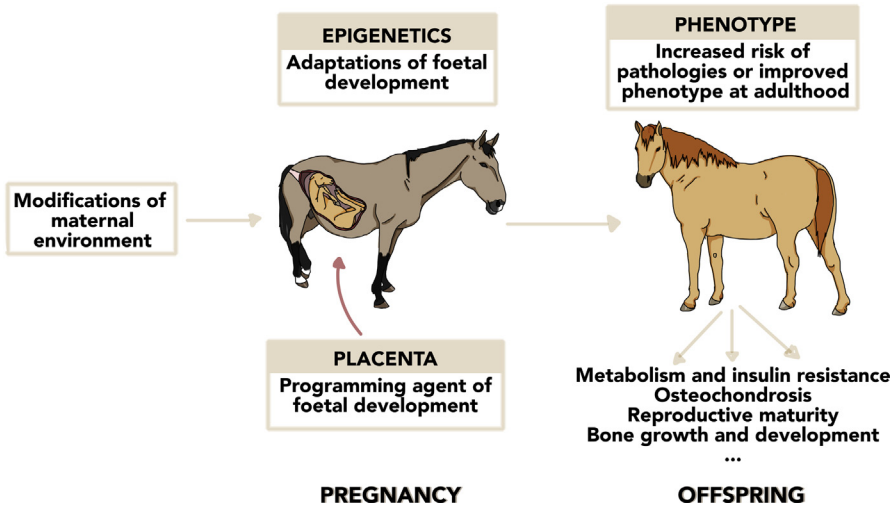 EPIGENETICS
Adaptations of foetal
development
PHENOTYPE
Increased risk of
pathologies or improved
phenotype at adulthood
Modifications of
maternal
environment
PLACENTA
Programming agent of
foetal development
Metabolism and insulin resistance
Osteochondrosis
Reproductive maturity
Bone growth and development
...
PREGNANCY
OFFSPRING